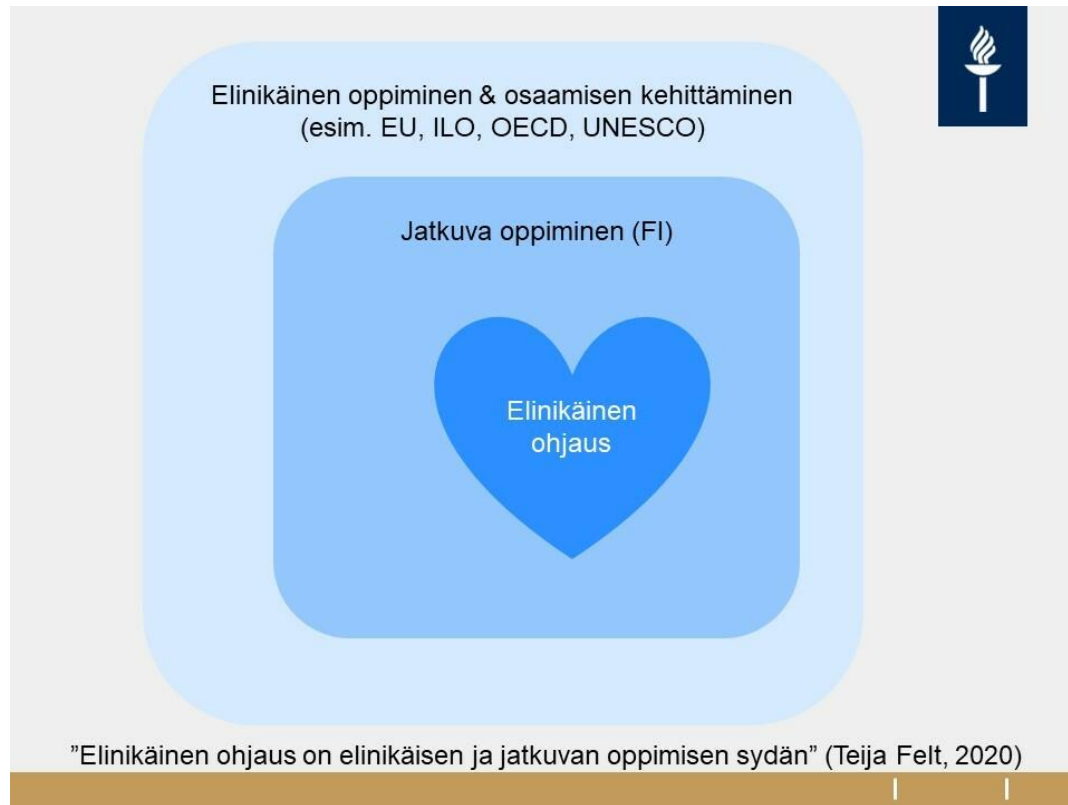 Elinikäinen oppiminen & osaamisen kehittäminen
(esim. EU, ILO, OECD, UNESCO)
Jatkuva oppiminen (FI)
Elinikäinen
ohjaus
”Elinikäinen ohjaus on elinikäisen ja jatkuvan oppimisen sydän” (Teija Felt, 2020)